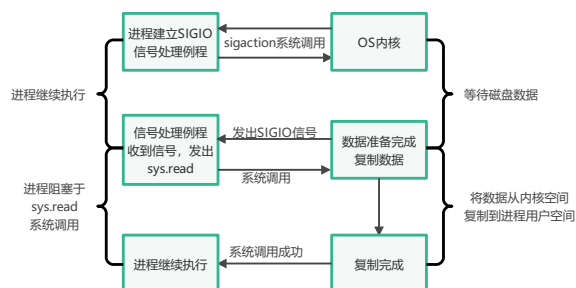 进程建立SIGIO
信号处理例程
sigaction系统调用
OS内核
进程继续执行
等待磁盘数据
信号处理例程
收到信号，发出
sys.read
发出SIGIO信号
系统调用
数据准备完成
复制数据
进程阻塞于
sys.read
系统调用
将数据从内核空间
复制到进程用户空间
进程继续执行
系统调用成功
复制完成